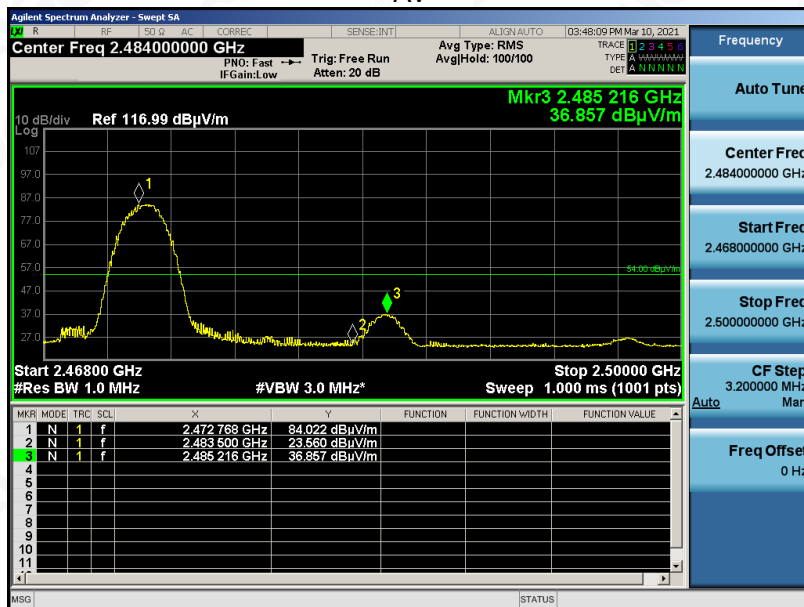 Agilent Spectrum Analyzer - Swept SA
LXI R RF 50 Ω AC CORREC SENSE:INT ALIGN AUTO 03:48:09 PM Mar 10, 2021
Center Freq 2.484000000 GHz
PNO: Fast
IFGain:Low
Trig: Free Run
Atten: 20 dB
Avg Type: RMS
Avg|Hold: 100/100
TRACE 1 2 3 4 5 6
TYPE A WWWWW
DET A N N N N N
Mkr3 2.485 216 GHz
36.857 dBµV/m
10 dB/div Ref 116.99 dBµV/m
Log
107
97.0
87.0
77.0
67.0
57.0
47.0
37.0
27.0
1
2
3
54.00 dBµV/m
Start 2.46800 GHz Stop 2.50000 GHz
#Res BW 1.0 MHz #VBW 3.0 MHz* Sweep 1.000 ms (1001 pts)
MKR MODE TRC SCL X Y FUNCTION FUNCTION WIDTH FUNCTION VALUE
1 N 1 f 2.472 768 GHz 84.022 dBµV/m
2 N 1 f 2.483 500 GHz 23.560 dBµV/m
3 N 1 f 2.485 216 GHz 36.857 dBµV/m
4
5
6
7
8
9
10
11
MSG STATUS
Frequency
Auto Tune
Center Freq
2.484000000 GHz
Start Freq
2.468000000 GHz
Stop Freq
2.500000000 GHz
CF Step
3.200000 MHz
Auto Man
Freq Offset
0 Hz